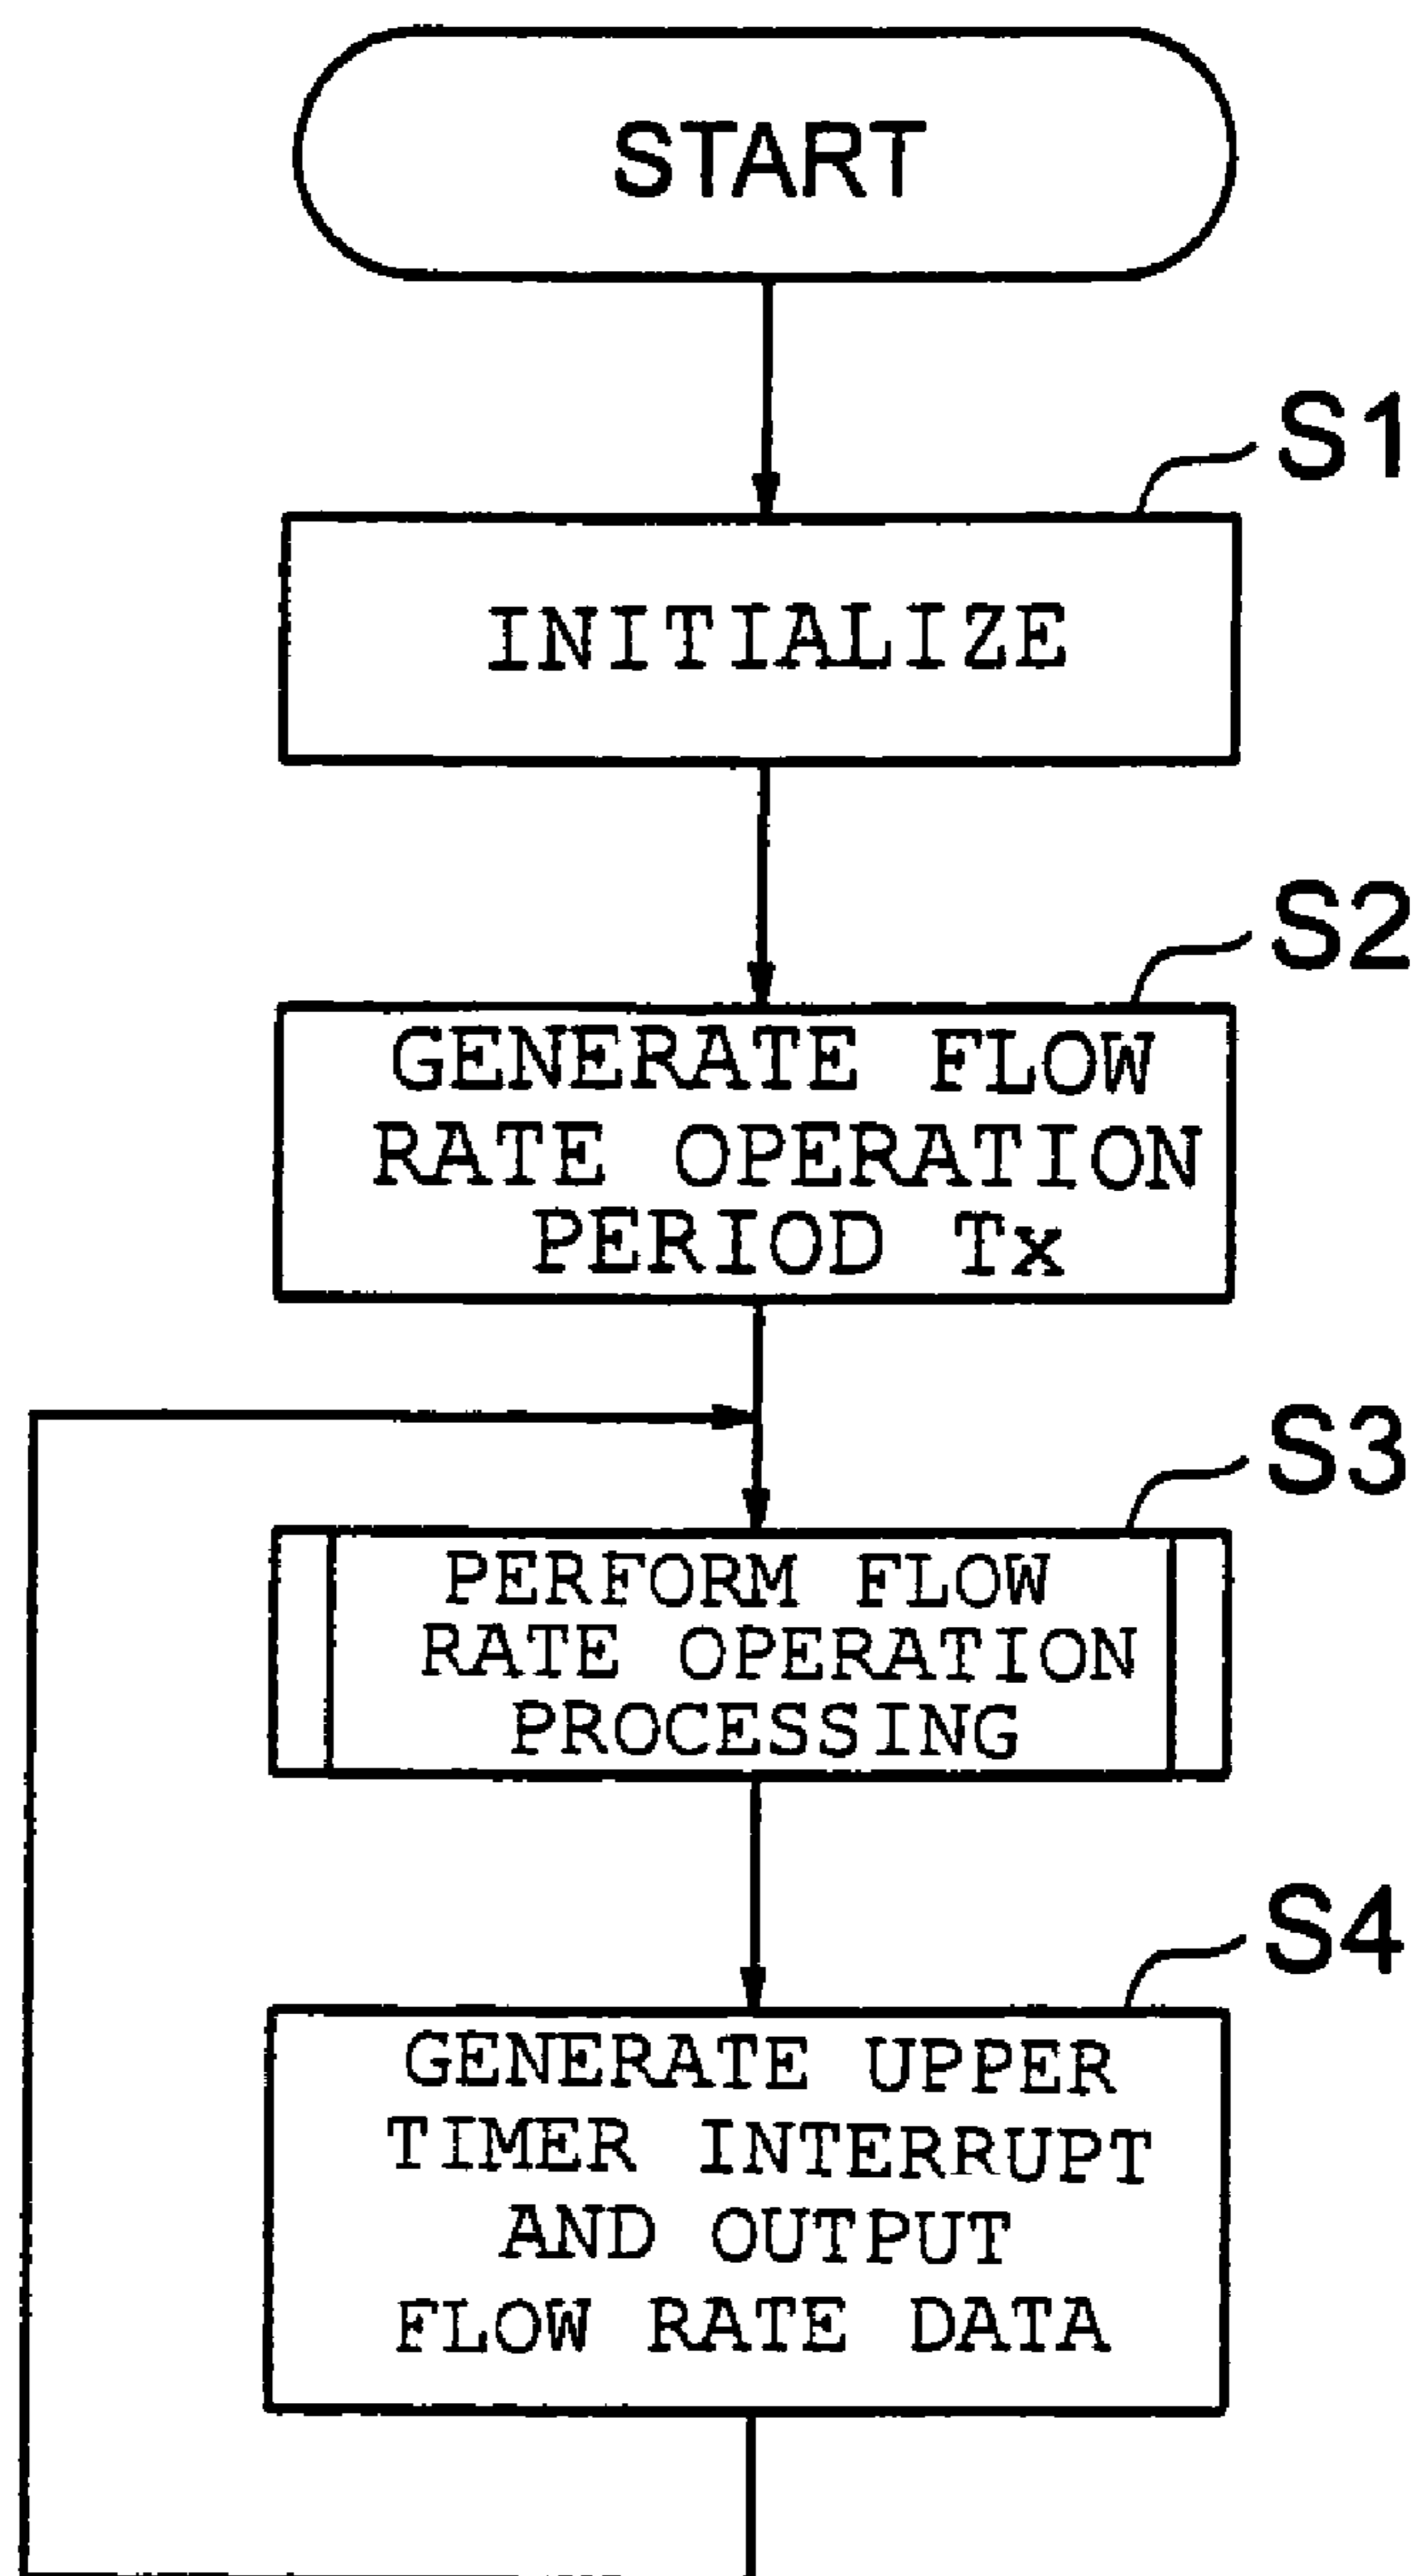 START
S1
INITIALIZE
S2
GENERATE FLOW
RATE OPERATION
PERIOD Tx
S3
PERFORM FLOW
RATE OPERATION
PROCESSING
S4
GENERATE UPPER
TIMER INTERRUPT
AND OUTPUT
FLOW RATE DATA